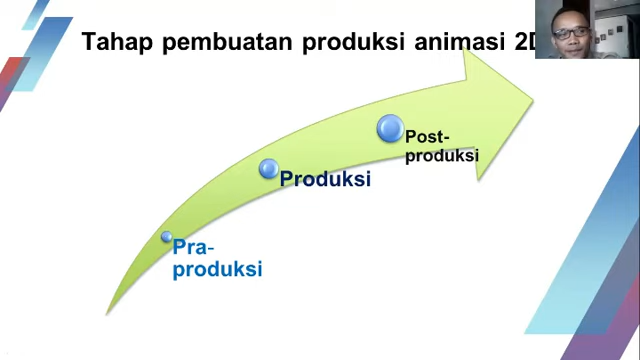 Tahap pembuatan produksi animasi 2D
Post-
produksi
Produksi
Pra-
produksi